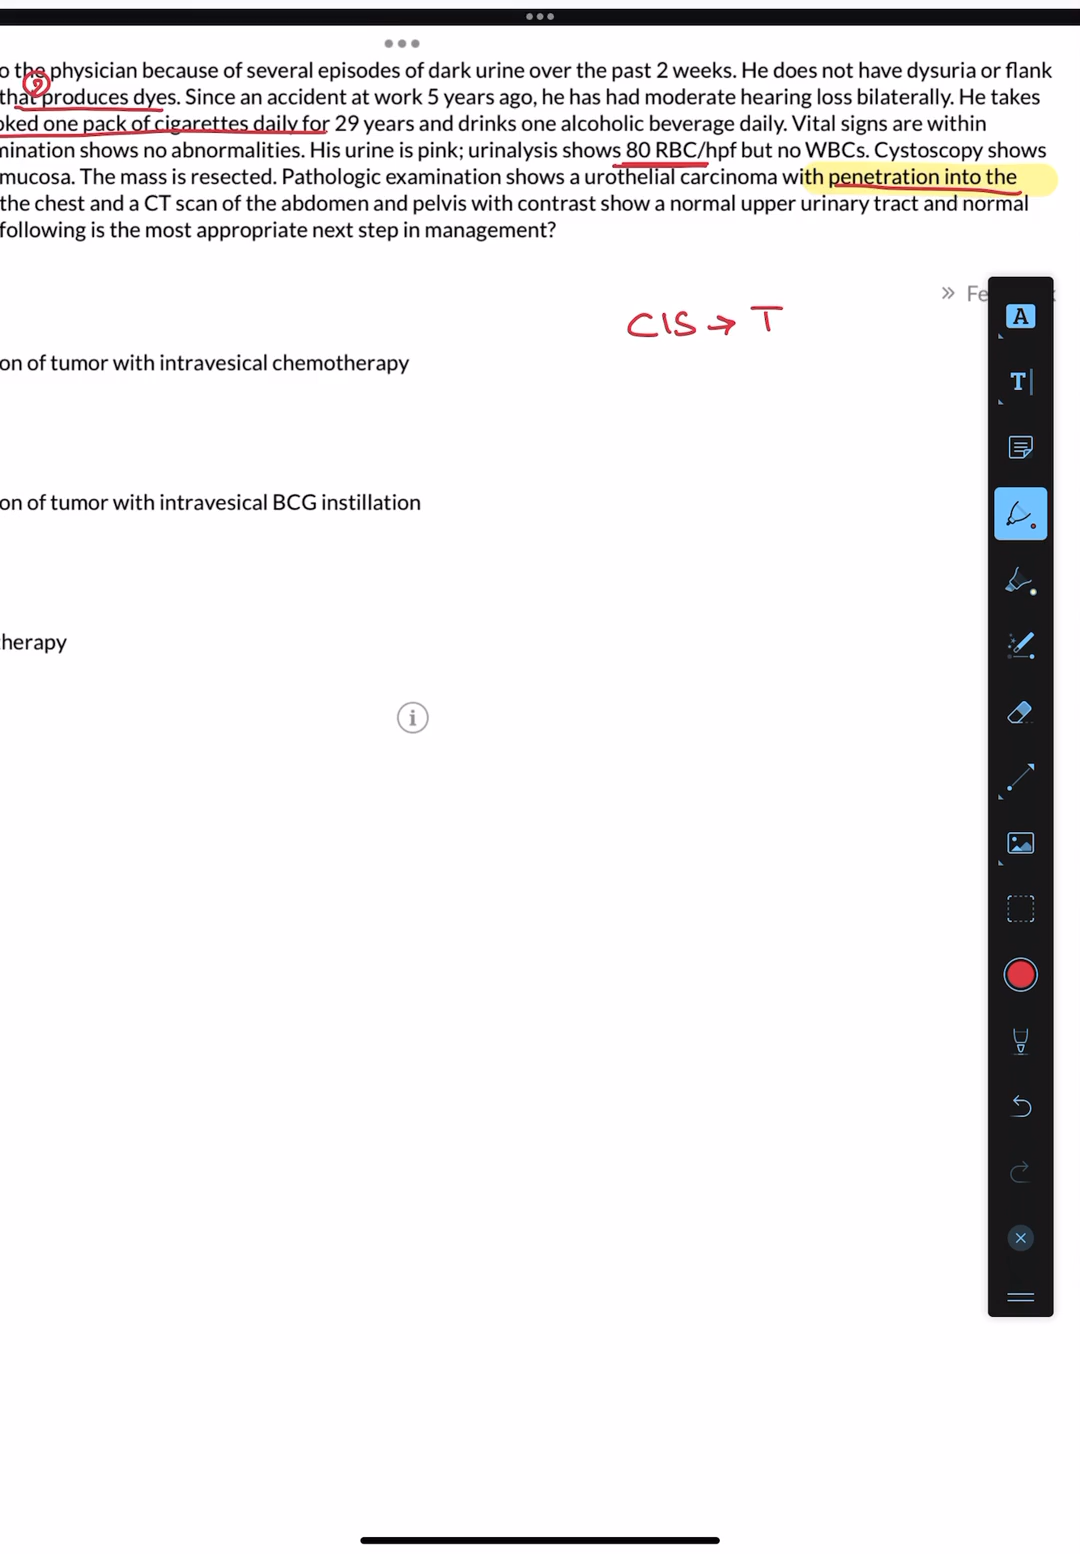 o the physician because of several episodes of dark urine over the past 2 weeks. He does not have dysuria or flank
that produces dyes. Since an accident at work 5 years ago, he has had moderate hearing loss bilaterally. He takes
oked one pack of cigarettes daily for 29 years and drinks one alcoholic beverage daily. Vital signs are within
mination shows no abnormalities. His urine is pink; urinalysis shows 80 RBC/hpf but no WBCs. Cystoscopy shows
mucosa. The mass is resected. Pathologic examination shows a urothelial carcinoma with penetration into the
the chest and a CT scan of the abdomen and pelvis with contrast show a normal upper urinary tract and normal
following is the most appropriate next step in management?
» Fe
CIS → T
on of tumor with intravesical chemotherapy
on of tumor with intravesical BCG instillation
therapy